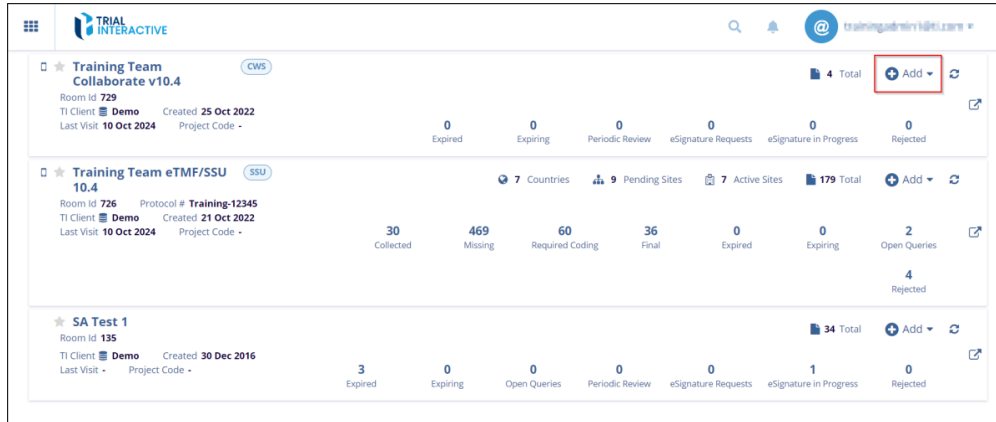 TRIAL
INTERACTIVE
@
Training Team
Collaborate v10.4
CWS
4 Total
Add
Room Id 729
TI Client Demo Created 25 Oct 2022
Last Visit 10 Oct 2024 Project Code -
0 0 0 0 0 0
Expired Expiring Periodic Review eSignature Requests eSignature in Progress Rejected
Training Team eTMF/SSU
10.4
SSU
7 Countries 9 Pending Sites 7 Active Sites 179 Total
Add
Room Id 726 Protocol # Training-12345
TI Client Demo Created 21 Oct 2022
Last Visit 10 Oct 2024 Project Code -
30 469 60 36 0 0 2
Collected Missing Required Coding Final Expired Expiring Open Queries
4
Rejected
SA Test 1
34 Total
Add
Room Id 135
TI Client Demo Created 30 Dec 2016
Last Visit - Project Code -
3 0 0 0 0 1 0
Expired Expiring Open Queries Periodic Review eSignature Requests eSignature in Progress Rejected